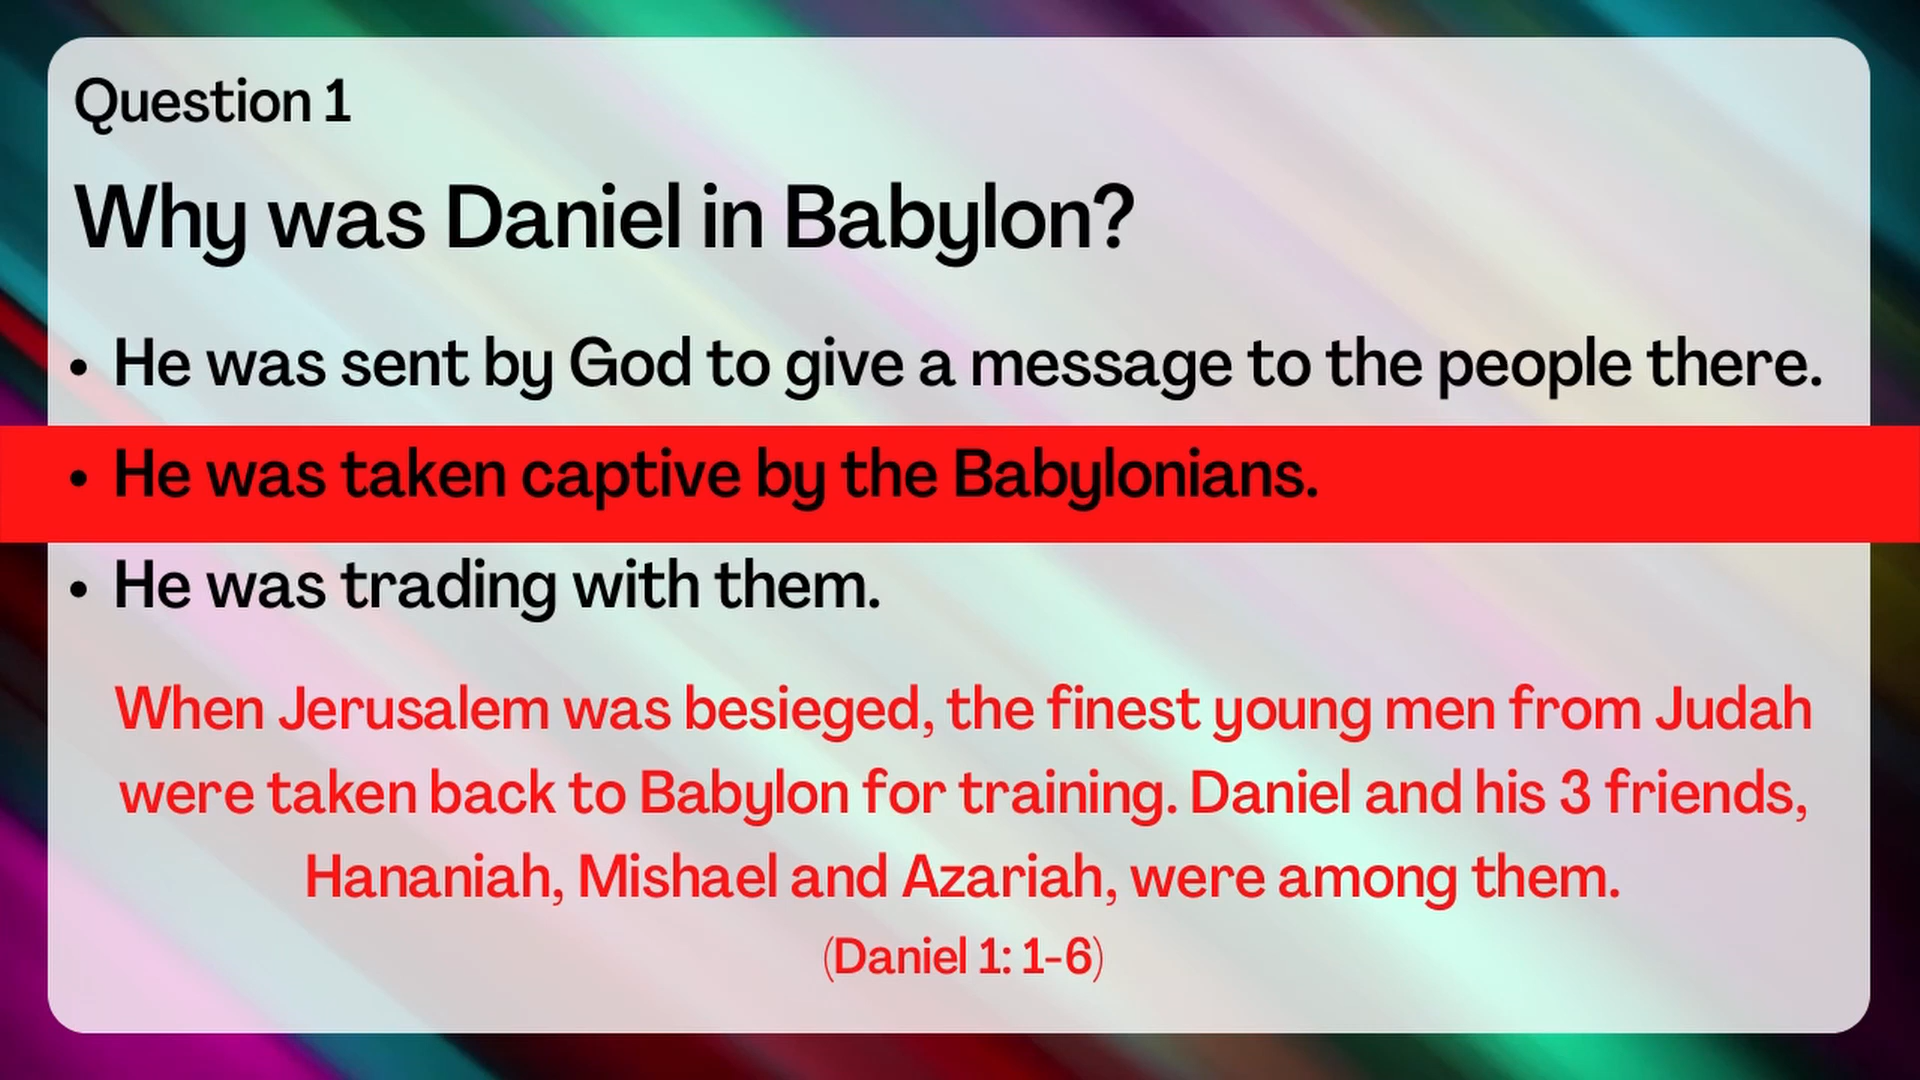 Question 1
Why was Daniel in Babylon?
• He was sent by God to give a message to the people there.
• He was taken captive by the Babylonians.
• He was trading with them.
When Jerusalem was besieged, the finest young men from Judah
were taken back to Babylon for training. Daniel and his 3 friends,
Hananiah, Mishael and Azariah, were among them.
(Daniel 1: 1-6)